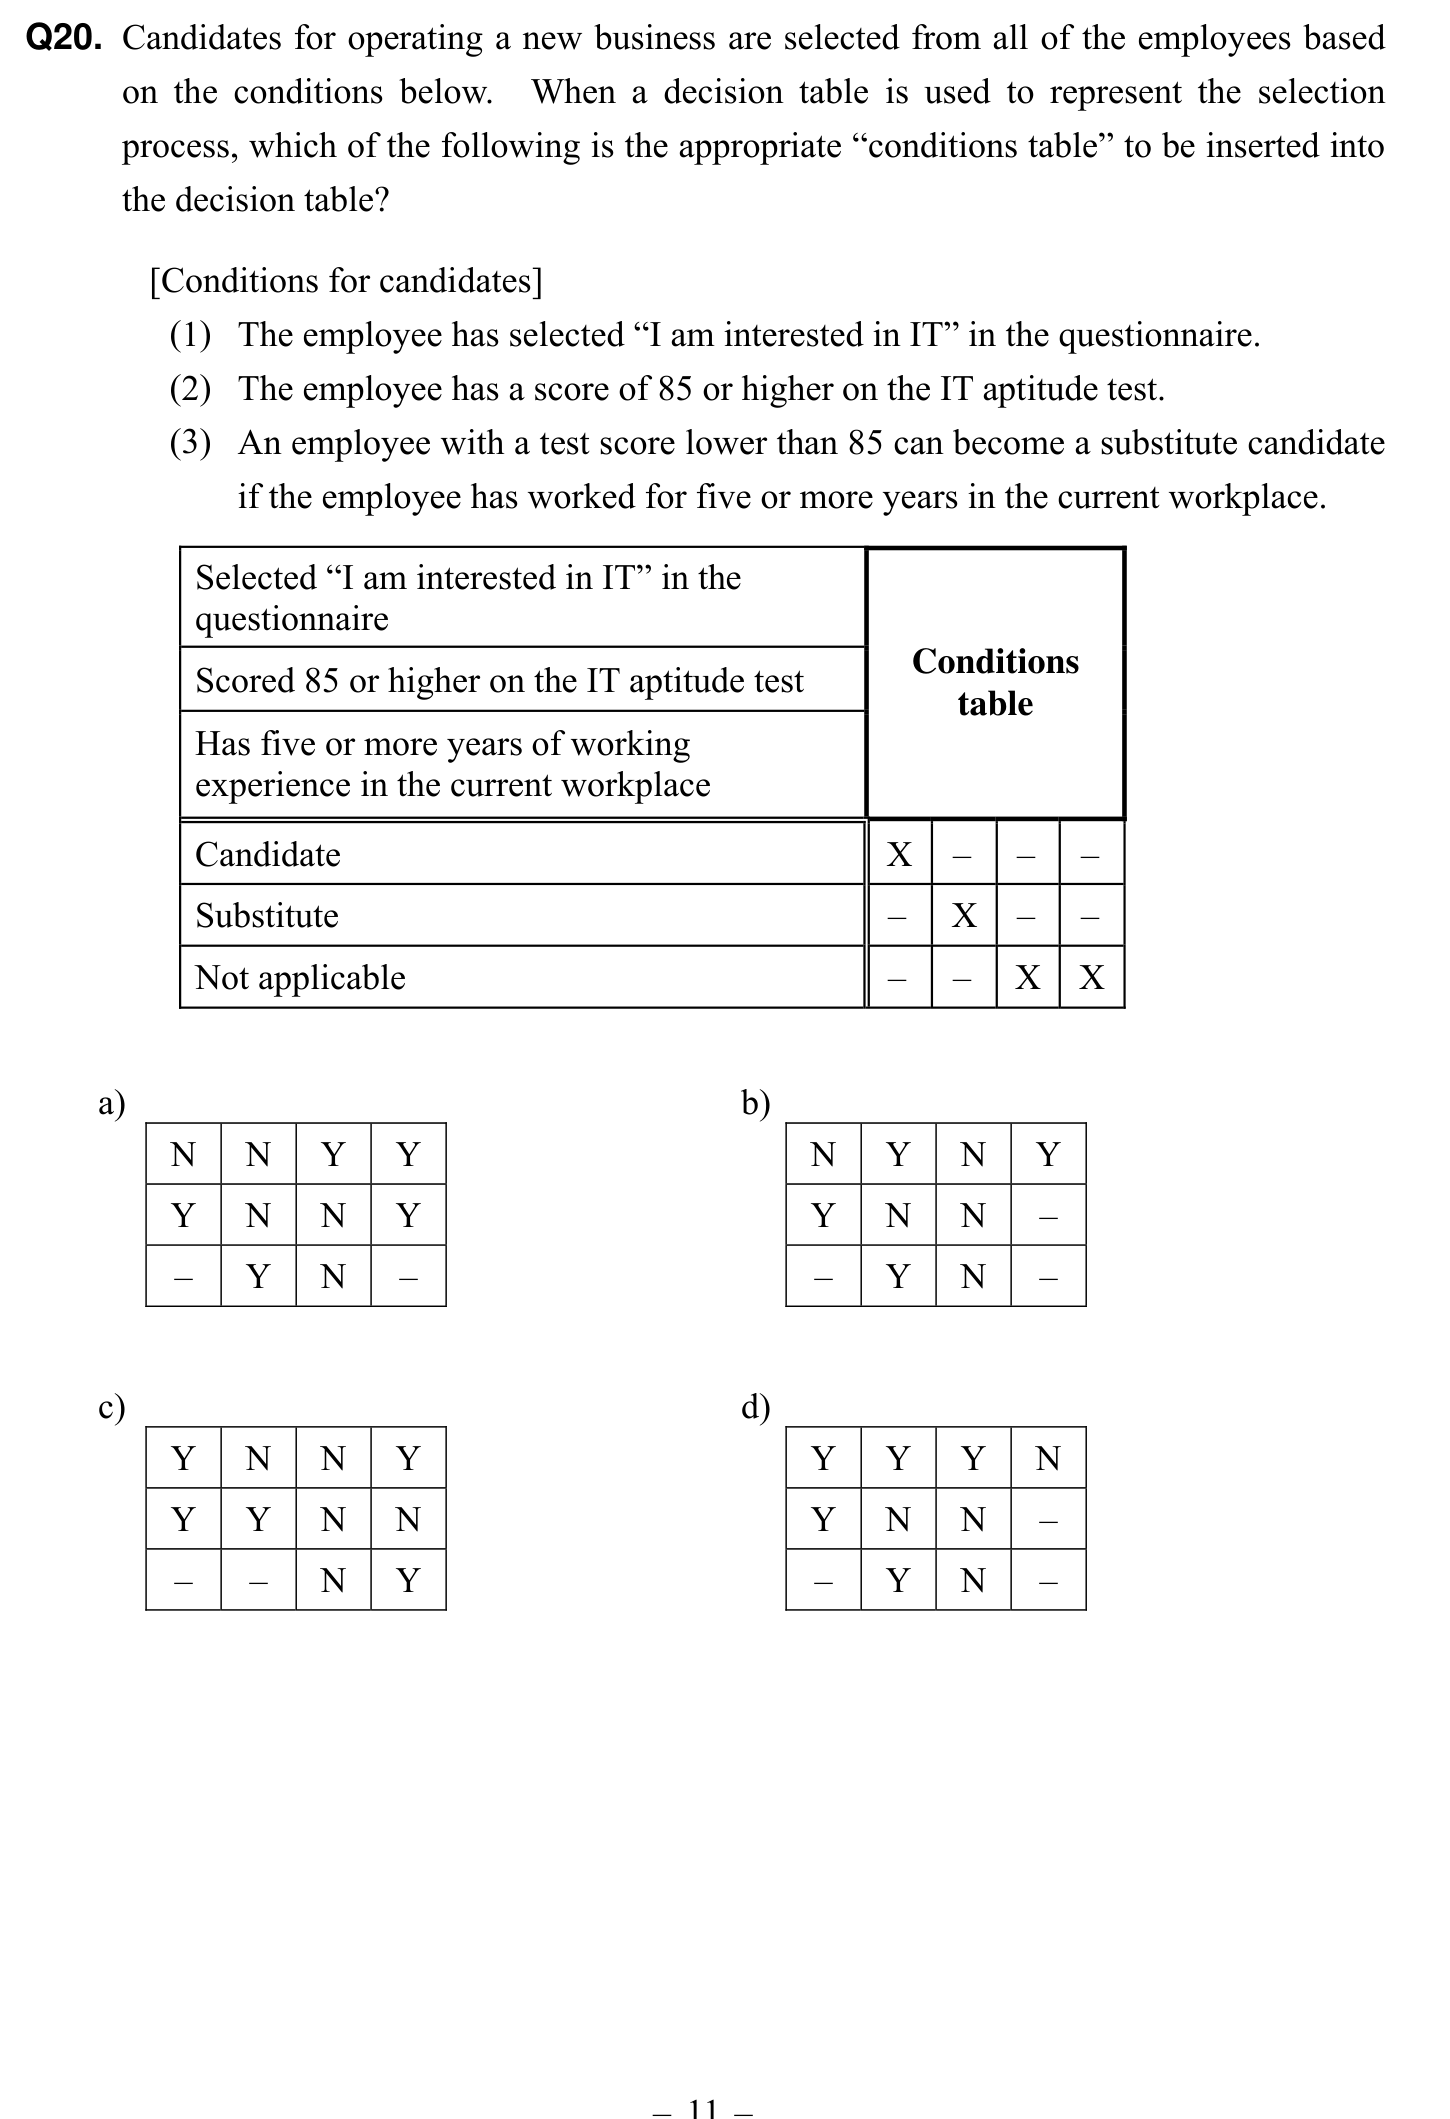 Q20. Candidates for operating a new business are selected from all of the employees based
on the conditions below. When a decision table is used to represent the selection
process, which of the following is the appropriate “conditions table” to be inserted into
the decision table?
[Conditions for candidates]
(1) The employee has selected “I am interested in IT” in the questionnaire.
(2) The employee has a score of 85 or higher on the IT aptitude test.
(3) An employee with a test score lower than 85 can become a substitute candidate
if the employee has worked for five or more years in the current workplace.
Selected “I am interested in IT” in the
questionnaire
Scored 85 or higher on the IT aptitude test
Has five or more years of working
experience in the current workplace
Conditions
table
Candidate X – – –
Substitute – X – –
Not applicable – – X X
a)
N N Y Y
Y N N Y
– Y N –
b)
N Y N Y
Y N N –
– Y N –
c)
Y N N Y
Y Y N N
– – N Y
d)
Y Y Y N
Y N N –
– Y N –
– 11 –